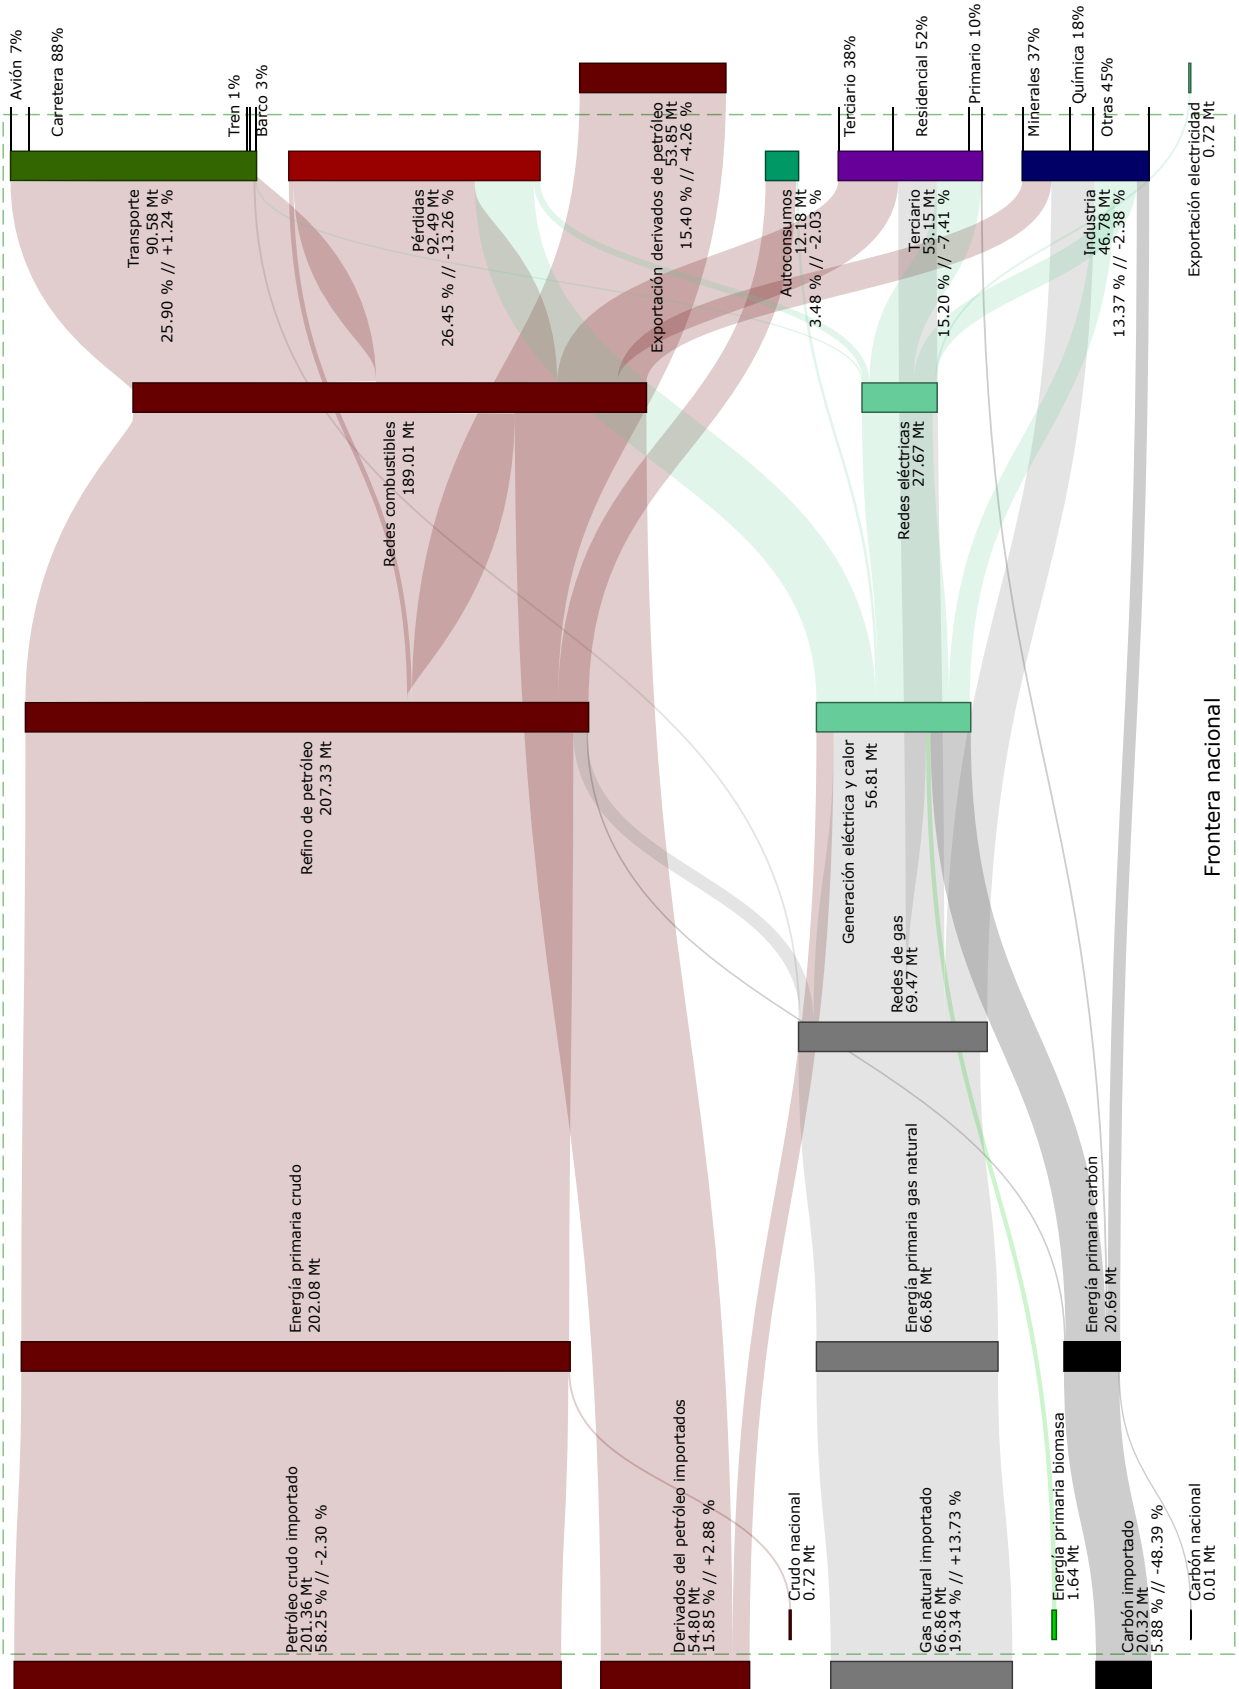 Petróleo crudo importado
201.36 Mt
58.25 % // -2.30 %
Derivados del petróleo importados
54.80 Mt
15.85 % // +2.88 %
Crudo nacional
0.72 Mt
Gas natural importado
66.86 Mt
19.34 % // +13.73 %
Energía primaria biomasa
1.64 Mt
Carbón importado
20.32 Mt
5.88 % // -48.39 %
Carbón nacional
0.01 Mt
Energía primaria crudo
202.08 Mt
Energía primaria gas natural
66.86 Mt
Energía primaria carbón
20.69 Mt
Redes de gas
69.47 Mt
Refino de petróleo
207.33 Mt
Generación eléctrica y calor
56.81 Mt
Frontera nacional
Redes combustibles
189.01 Mt
Redes eléctricas
27.67 Mt
Transporte
90.58 Mt
25.90 % // +1.24 %
Pérdidas
92.49 Mt
26.45 % // -13.26 %
Exportación derivados de petróleo
53.85 Mt
15.40 % // -4.26 %
Autoconsumos
12.18 Mt
3.48 % // -2.03 %
Terciario
53.15 Mt
15.20 % // -7.41 %
Industria
46.78 Mt
13.37 % // -2.38 %
Exportación electricidad
0.72 Mt
Avión 7%
Carretera 88%
Tren 1%
Barco 3%
Terciario 38%
Residencial 52%
Primario 10%
Minerales 37%
Química 18%
Otras 45%